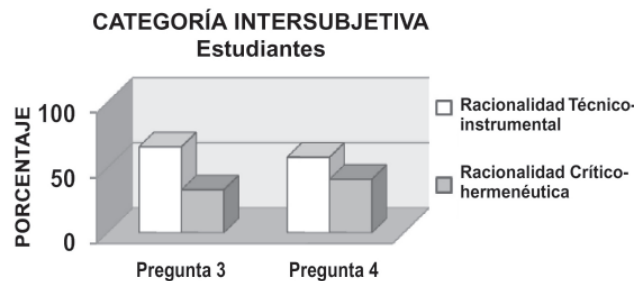 CATEGORÍA INTERSUBJETIVA
Estudiantes
PORCENTAJE
100
50
0
Pregunta 3
Pregunta 4
Racionalidad Técnico-
instrumental
Racionalidad Crítico-
hermenéutica